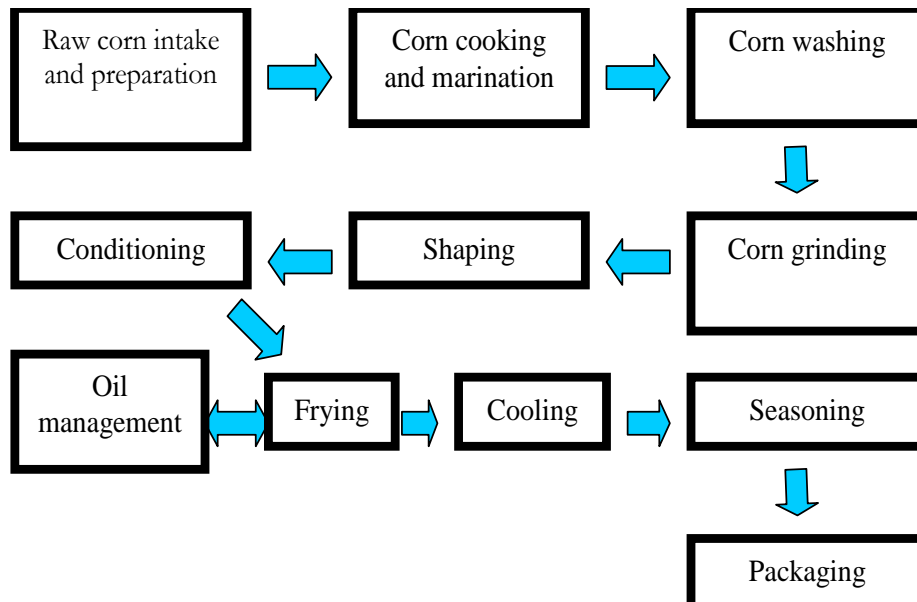 Raw corn intake
and preparation
Corn cooking
and marination
Corn washing
Corn grinding
Shaping
Conditioning
Oil
management
Frying
Cooling
Seasoning
Packaging